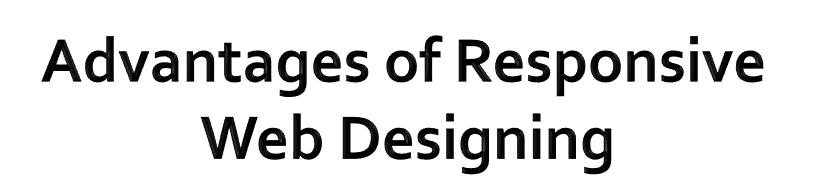 Advantages of Responsive
Web Designing